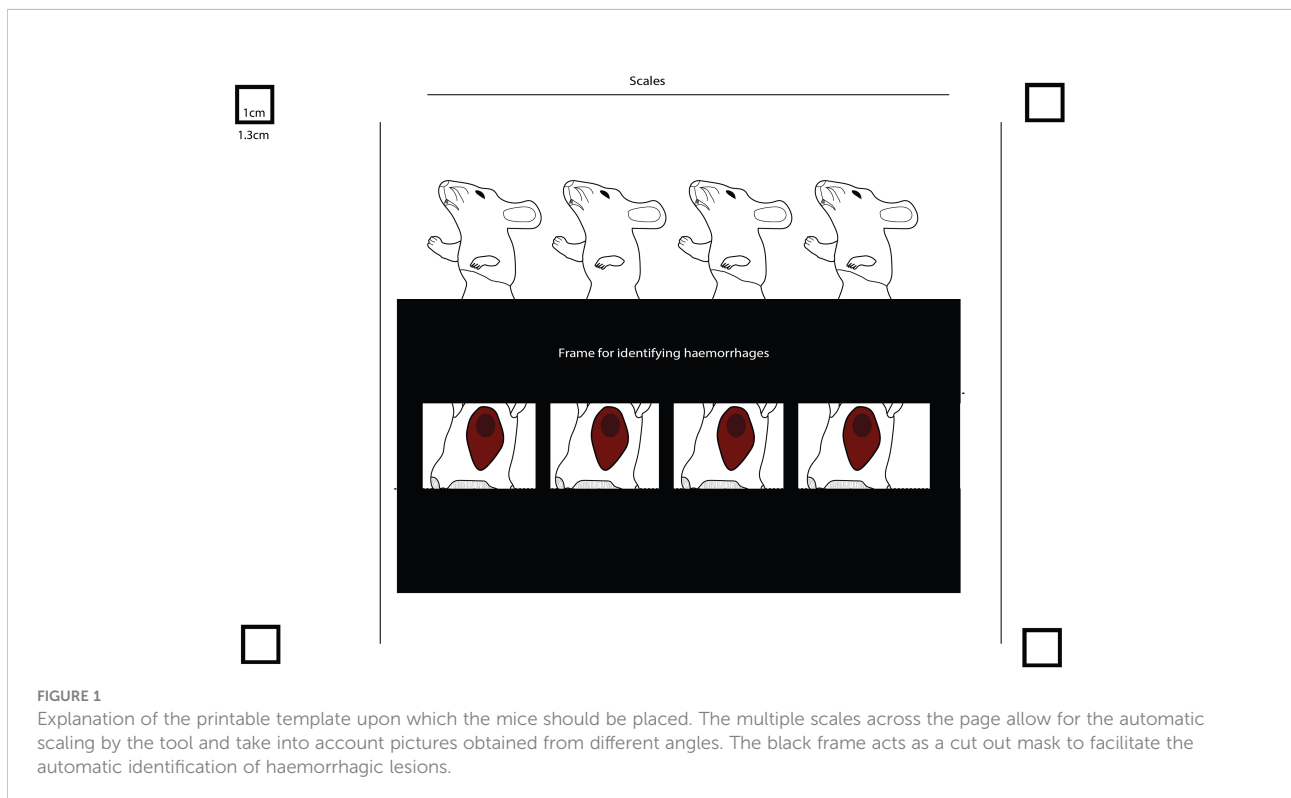 Scales
1cm
1.3cm
Frame for identifying haemorrhages
FIGURE 1
Explanation of the printable template upon which the mice should be placed. The multiple scales across the page allow for the automatic
scaling by the tool and take into account pictures obtained from different angles. The black frame acts as a cut out mask to facilitate the
automatic identification of haemorrhagic lesions.